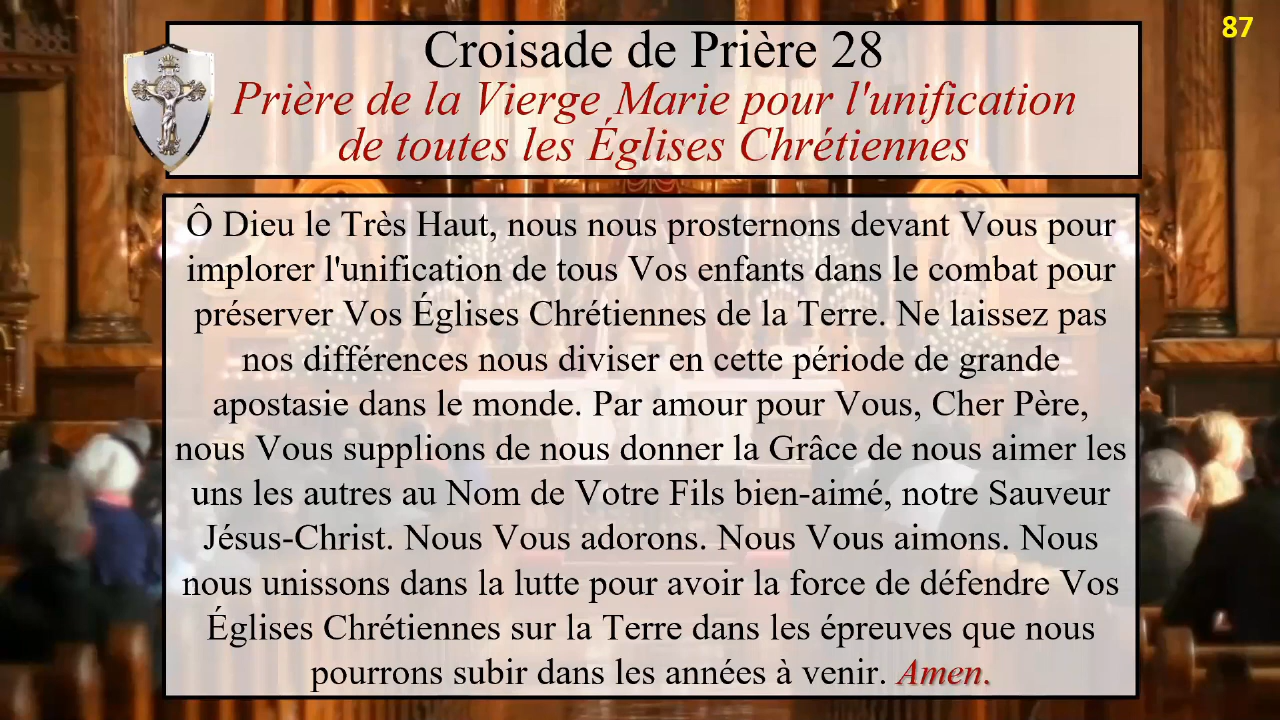 87
Croisade de Prière 28
Prière de la Vierge Marie pour l'unification
de toutes les Églises Chrétiennes
Ô Dieu le Très Haut, nous nous prosternons devant Vous pour
implorer l'unification de tous Vos enfants dans le combat pour
préserver Vos Églises Chrétiennes de la Terre. Ne laissez pas
nos différences nous diviser en cette période de grande
apostasie dans le monde. Par amour pour Vous, Cher Père,
nous Vous supplions de nous donner la Grâce de nous aimer les
uns les autres au Nom de Votre Fils bien-aimé, notre Sauveur
Jésus-Christ. Nous Vous adorons. Nous Vous aimons. Nous
nous unissons dans la lutte pour avoir la force de défendre Vos
Églises Chrétiennes sur la Terre dans les épreuves que nous
pourrons subir dans les années à venir. Amen.